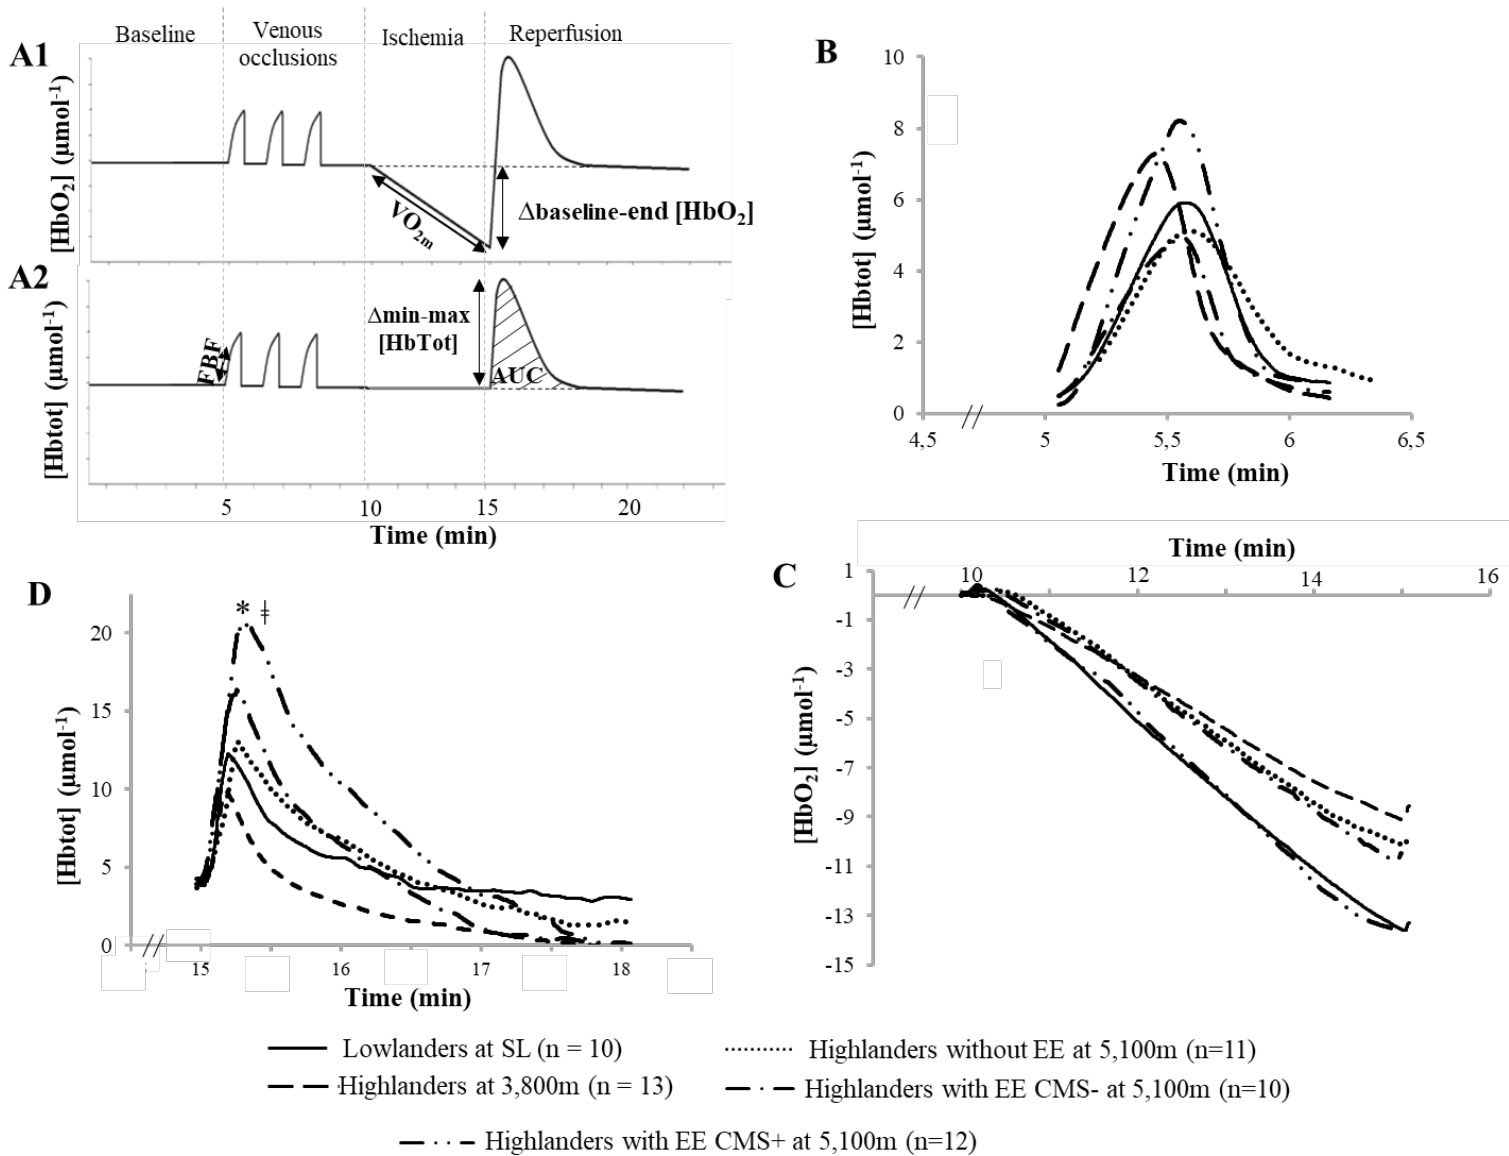 A1
Baseline
Venous
occlusions
Ischemia
Reperfusion
[HbO2] (µmol-1)
VO2m
Δbaseline-end [HbO2]
A2
[Hbtot] (µmol-1)
FBF
Δmin-max
[HbTot]
AUC
5 10 15 20
Time (min)
B
10
8
6
4
2
0
[Hbtot] (µmol-1)
4,5 5 5,5 6 6,5
Time (min)
C
Time (min)
10 12 14 16
1
-1
-3
-5
-7
-9
-11
-13
-15
[HbO2] (µmol-1)
D
* ‡
20
15
10
5
0
[Hbtot] (µmol-1)
15 16 17 18
Time (min)
Lowlanders at SL (n = 10)
Highlanders without EE at 5,100m (n=11)
Highlanders at 3,800m (n = 13)
Highlanders with EE CMS- at 5,100m (n=10)
Highlanders with EE CMS+ at 5,100m (n=12)